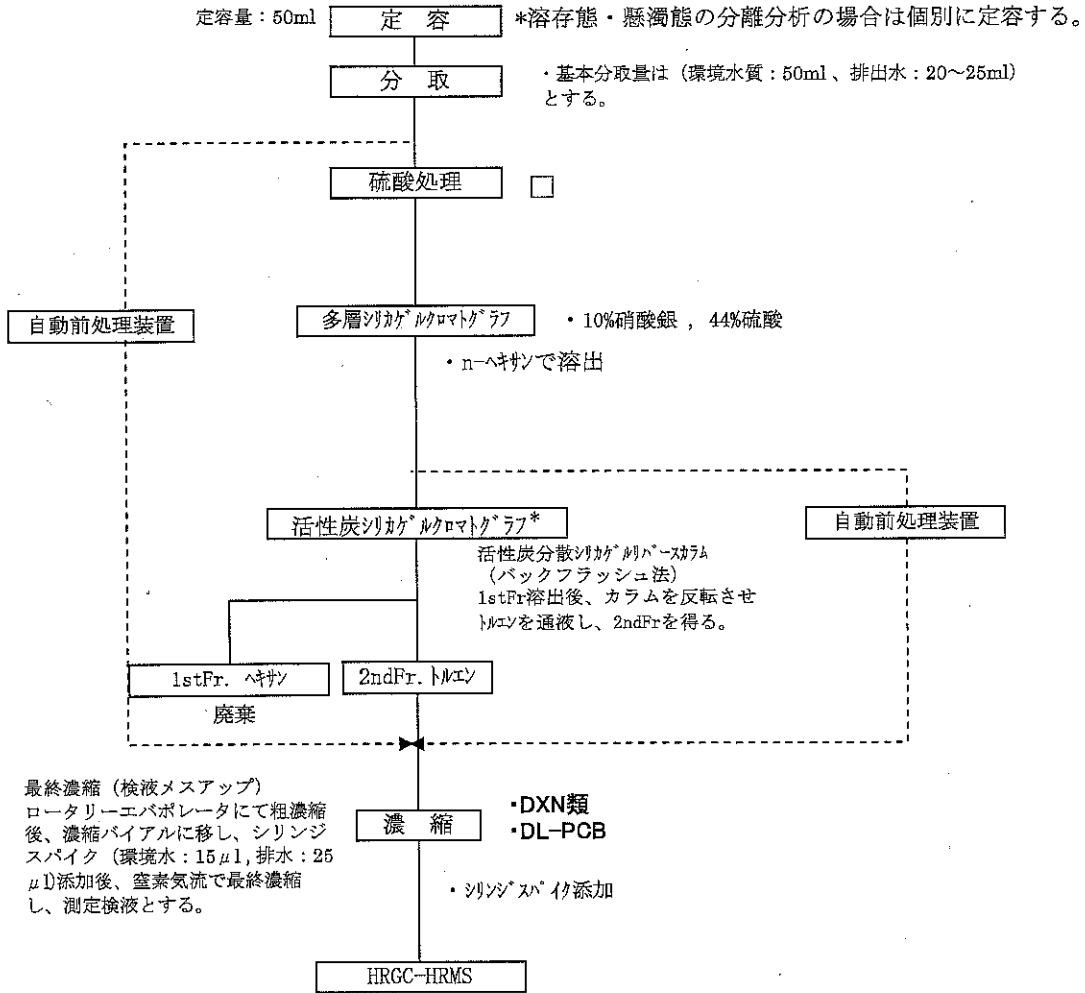 定容量：50ml
定　容
*溶存態・懸濁態の分離分析の場合は個別に定容する。
分　取
・基本分取量は（環境水質：50ml、排出水：20～25ml）
とする。
硫酸処理
自動前処理装置
多層ｼﾘｶｹﾞﾙｸﾛﾏﾄｸﾞﾗﾌ
・10%硝酸銀，44%硫酸
・n-ﾍｷｻﾝで溶出
活性炭ｼﾘｶｹﾞﾙｸﾛﾏﾄｸﾞﾗﾌ*
自動前処理装置
活性炭分散ｼﾘｶｹﾞﾙﾘﾊﾞｰｽｶﾗﾑ
（バックフラッシュ法）
1stFr溶出後、カラムを反転させ
ﾄﾙｴﾝを通液し、2ndFrを得る。
1stFr. ﾍｷｻﾝ
2ndFr. ﾄﾙｴﾝ
廃棄
最終濃縮（検液メスアップ）
ロータリーエバポレータにて粗濃縮
後、濃縮バイアルに移し、シリンジ
スパイク（環境水：15μl,排水：25
μl)添加後、窒素気流で最終濃縮
し、測定検液とする。
濃　縮
・DXN類
・DL-PCB
・ｼﾘﾝｼﾞｽﾊﾟｲｸ添加
HRGC-HRMS